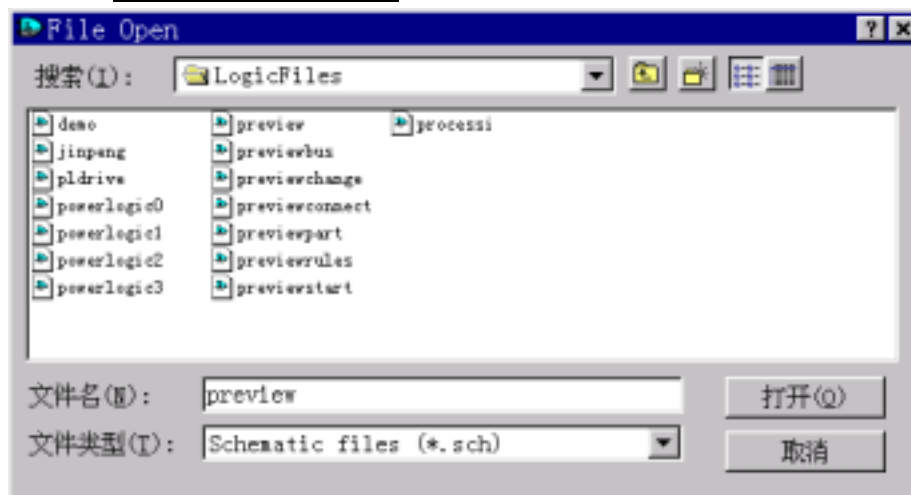 File Open
搜索(I): LogicFiles
demo preview processi
jinpeng previewbus
pldrive previewchange
powerlogic0 previewconnect
powerlogic1 previewpart
powerlogic2 previewrules
powerlogic3 previewstart
文件名(N): preview 打开(O)
文件类型(T): Schematic files (*.sch) 取消